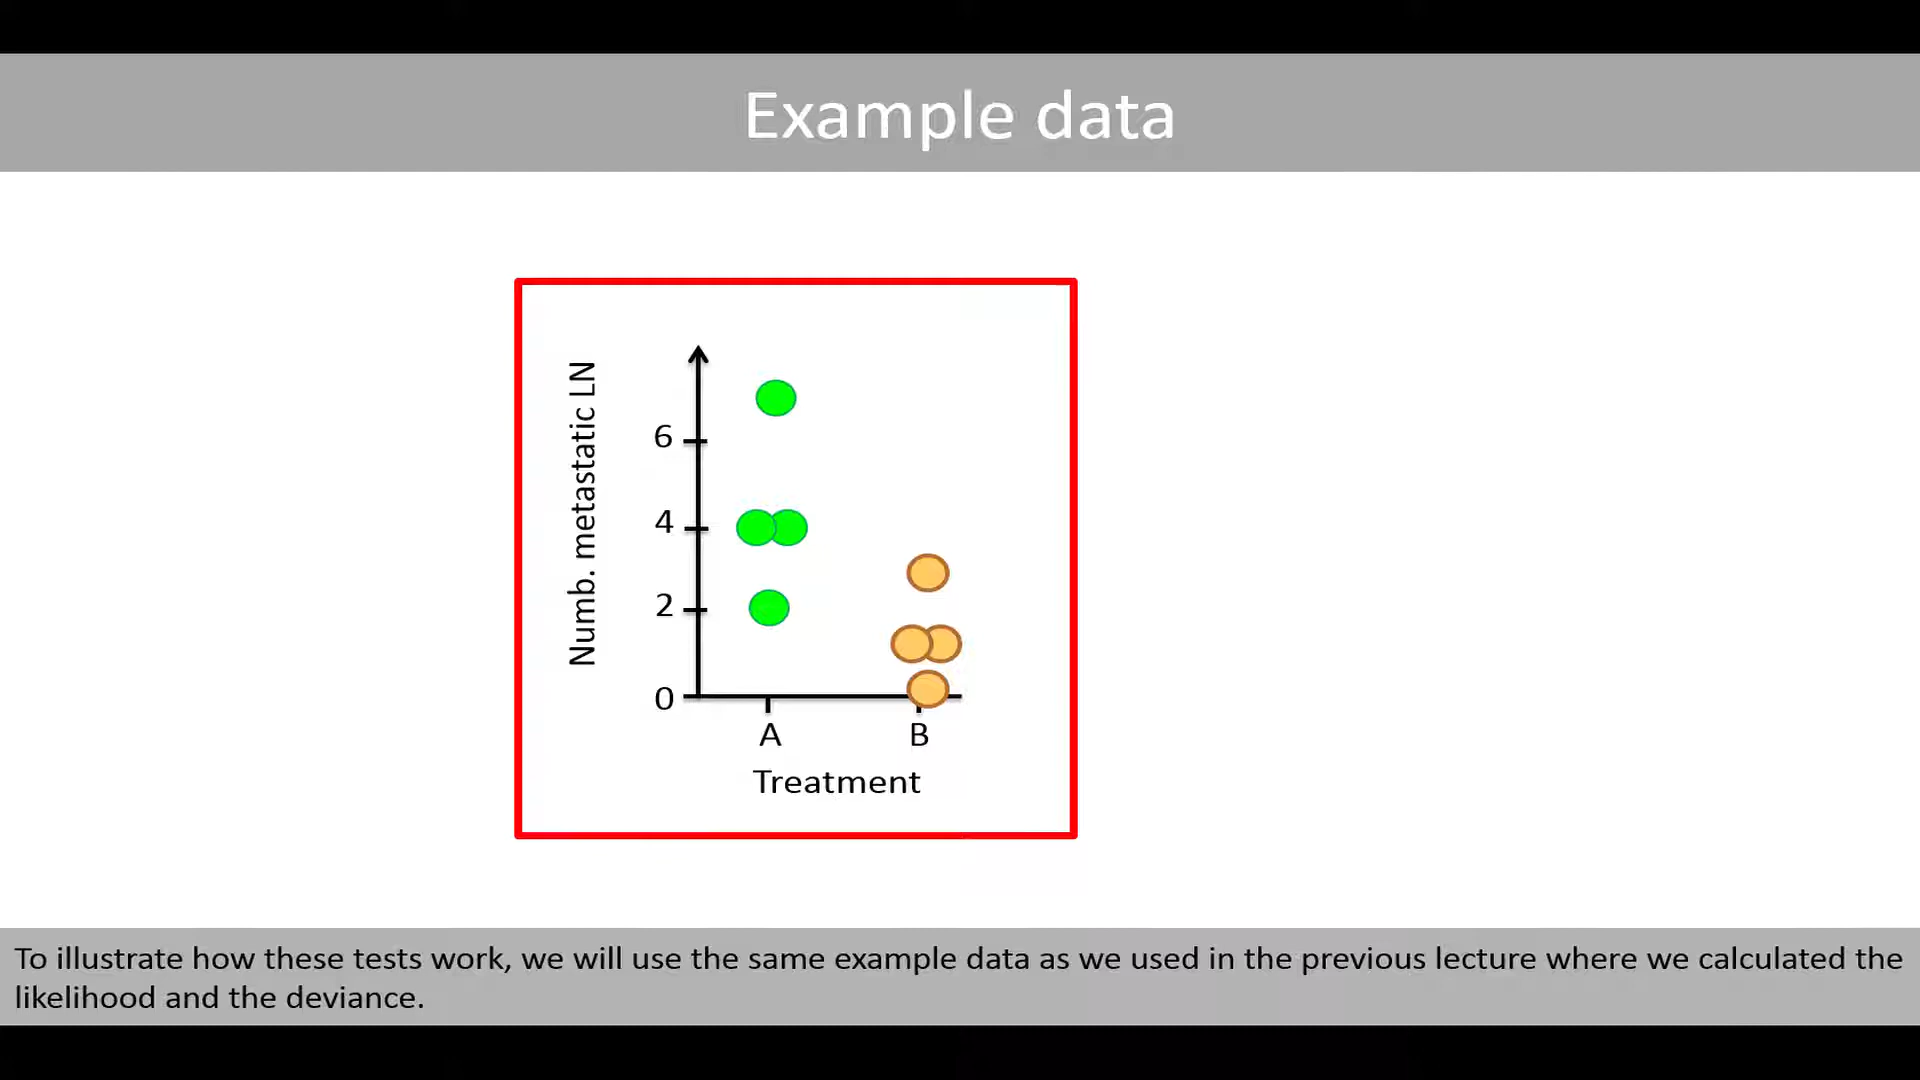 Example data
Numb. metastatic LN
6
4
2
0
A B
Treatment
To illustrate how these tests work, we will use the same example data as we used in the previous lecture where we calculated the
likelihood and the deviance.